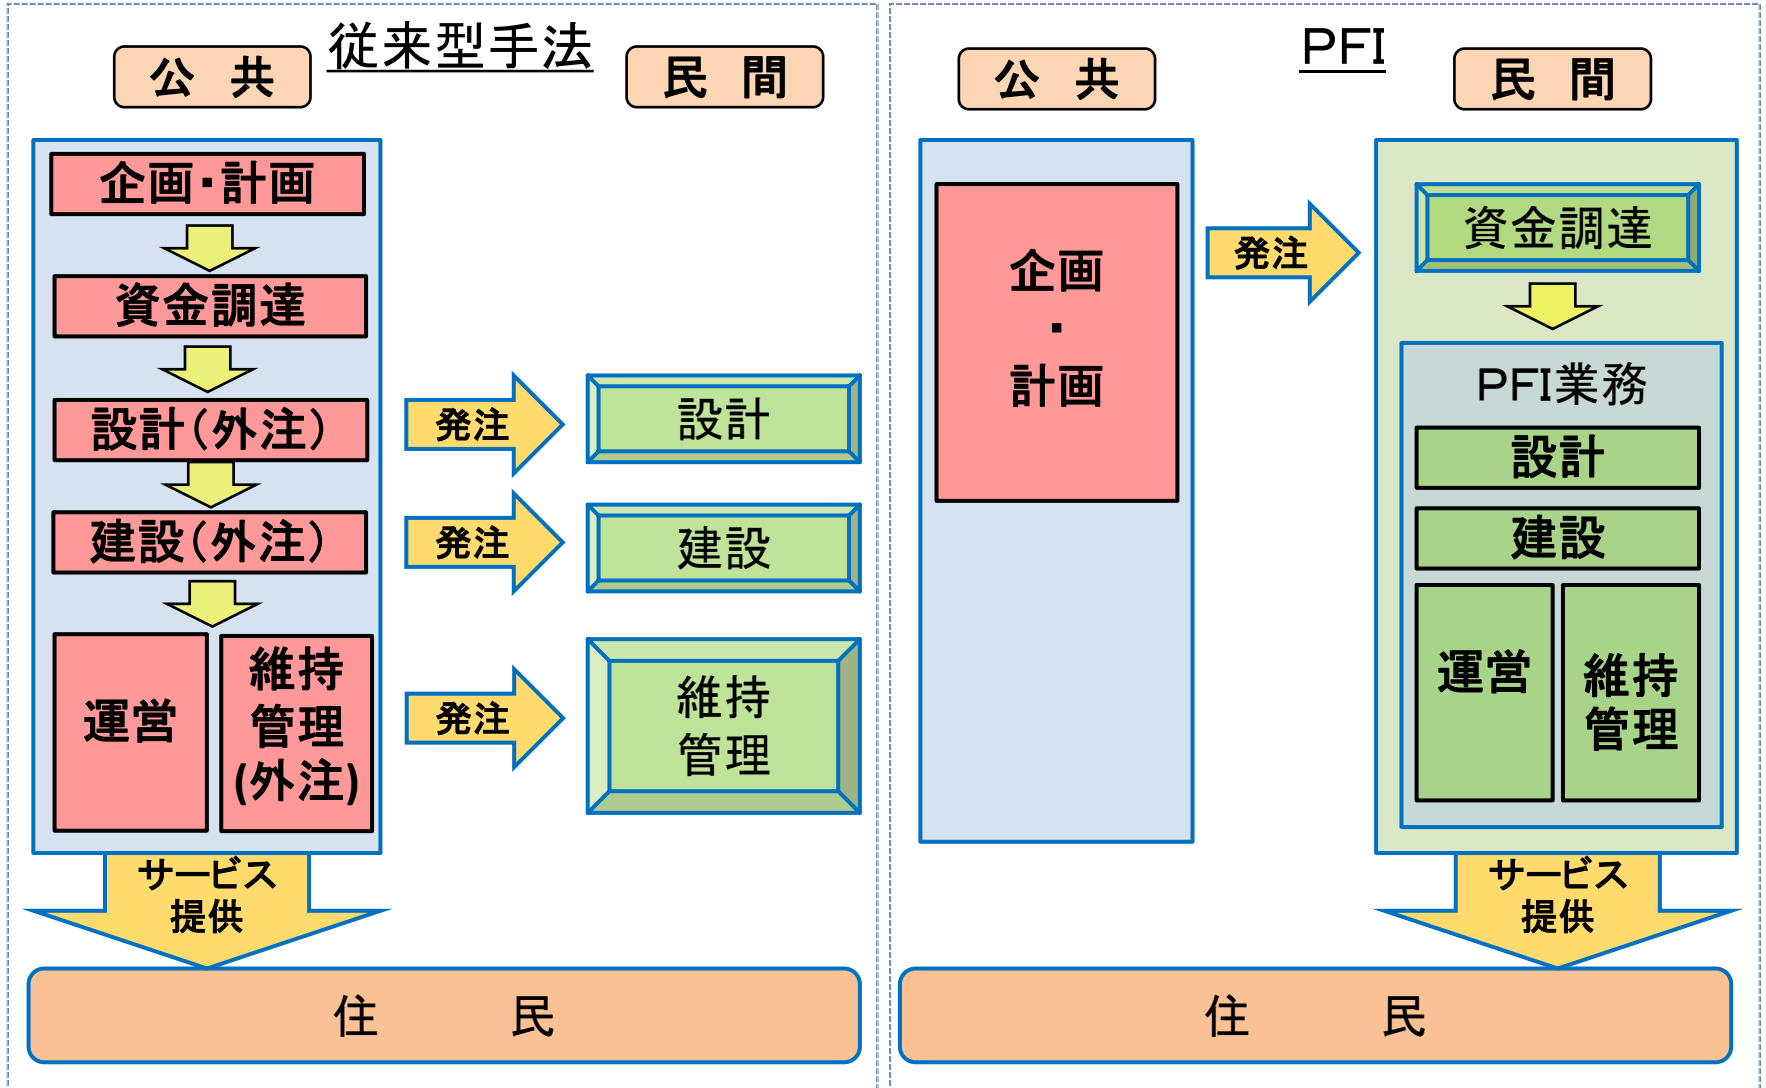 従来型手法
公 共
民 間
企画・計画
資金調達
設計(外注)
発注
設計
建設(外注)
発注
建設
運営
維持
管理
(外注)
発注
維持
管理
サービス
提供
住 民
PFI
公 共
民 間
企画
・
計画
発注
資金調達
PFI業務
設計
建設
運営
維持
管理
サービス
提供
住 民